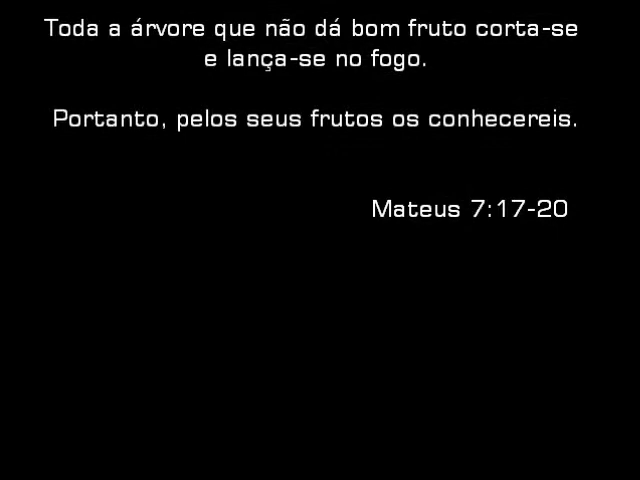 Toda a árvore que não dá bom fruto corta-se
e lança-se no fogo.
Portanto, pelos seus frutos os conhecereis.
Mateus 7:17-20